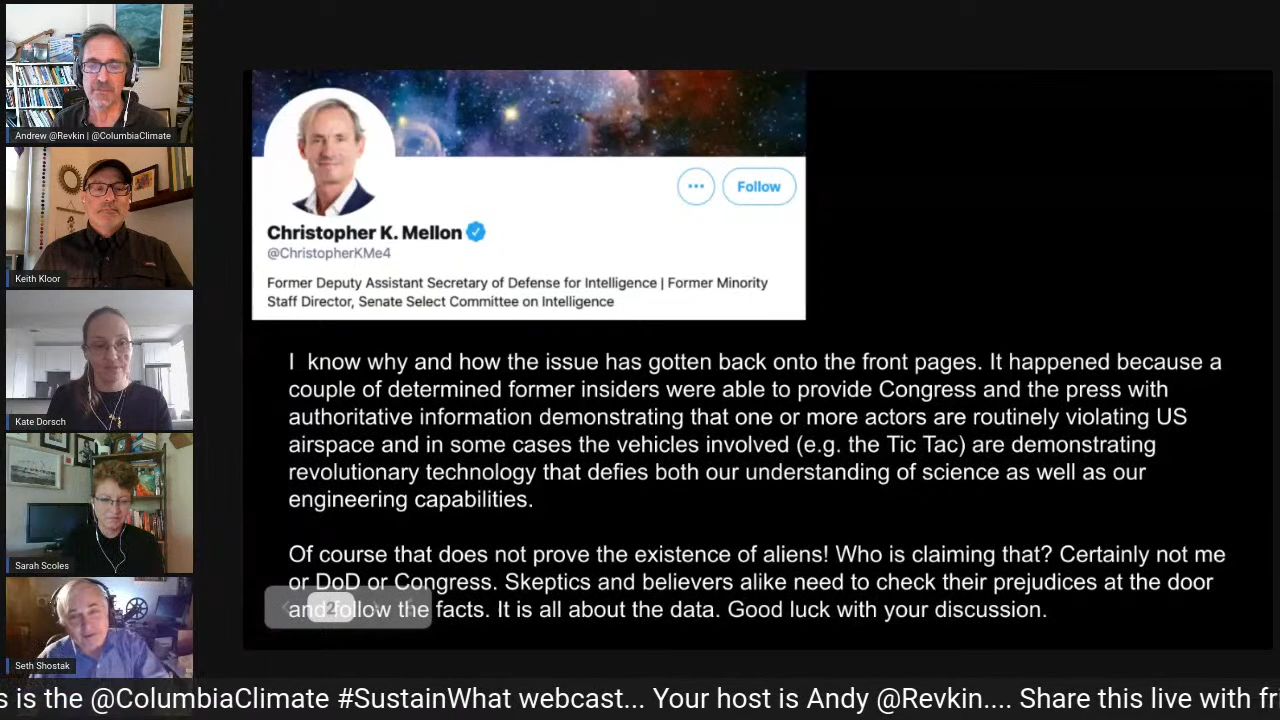 Andrew @Revkin | @ColumbiaClimate
Keith Kloor
Kate Dorsch
Sarah Scoles
Seth Shostak
Follow
Christopher K. Mellon
@ChristopherKMe4
Former Deputy Assistant Secretary of Defense for Intelligence | Former Minority
Staff Director, Senate Select Committee on Intelligence
I know why and how the issue has gotten back onto the front pages. It happened because a
couple of determined former insiders were able to provide Congress and the press with
authoritative information demonstrating that one or more actors are routinely violating US
airspace and in some cases the vehicles involved (e.g. the Tic Tac) are demonstrating
revolutionary technology that defies both our understanding of science as well as our
engineering capabilities.
Of course that does not prove the existence of aliens! Who is claiming that? Certainly not me
or DoD or Congress. Skeptics and believers alike need to check their prejudices at the door
and follow the facts. It is all about the data. Good luck with your discussion.
2
s is the @ColumbiaClimate #SustainWhat webcast... Your host is Andy @Revkin.... Share this live with fr